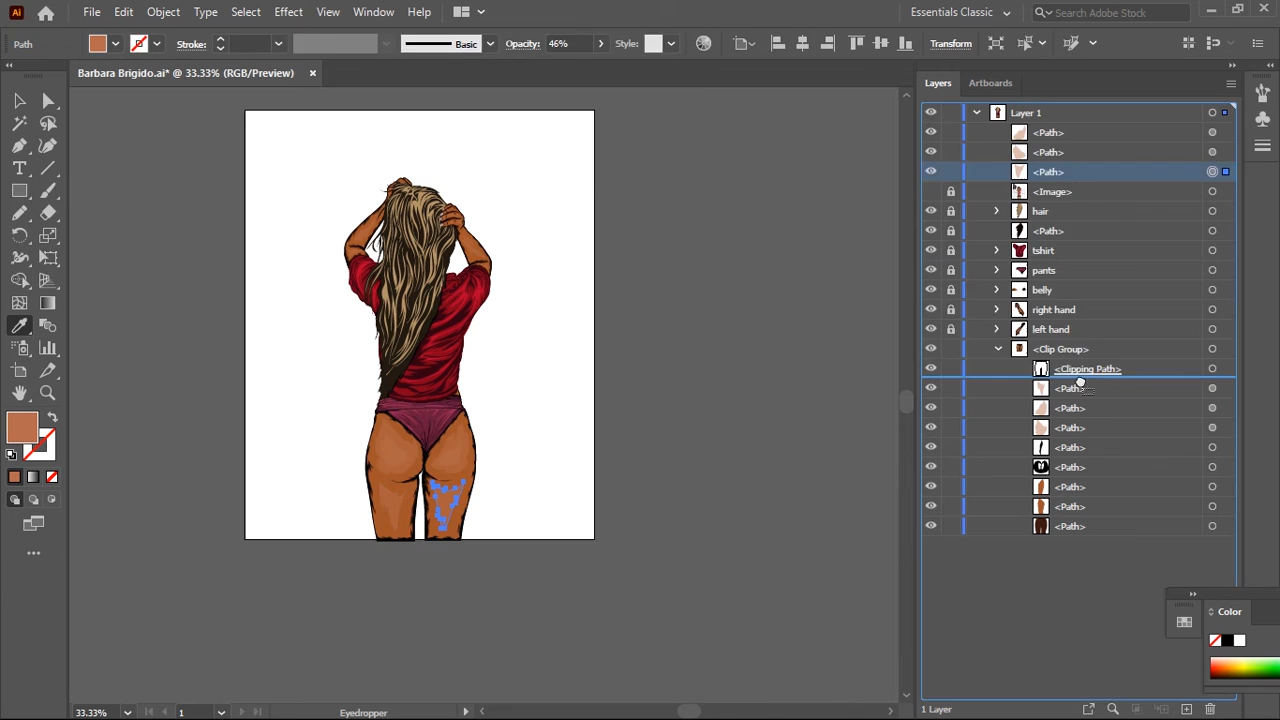 Ai File Edit Object Type Select Effect View Window Help Essentials Classic Search Adobe Stock
Path Stroke: Basic Opacity: 46% Style: Transform
Barbara Brigido.ai* @ 33.33% (RGB/Preview)
Layers Artboards
Layer 1
<Path>
<Path>
<Path>
<Image>
hair
<Path>
tshirt
pants
belly
right hand
left hand
<Clip Group>
<Clipping Path>
<Path>
<Path>
<Path>
<Path>
<Path>
<Path>
<Path>
<Path>
Color
33.33% 1 Eyedropper 1 Layer